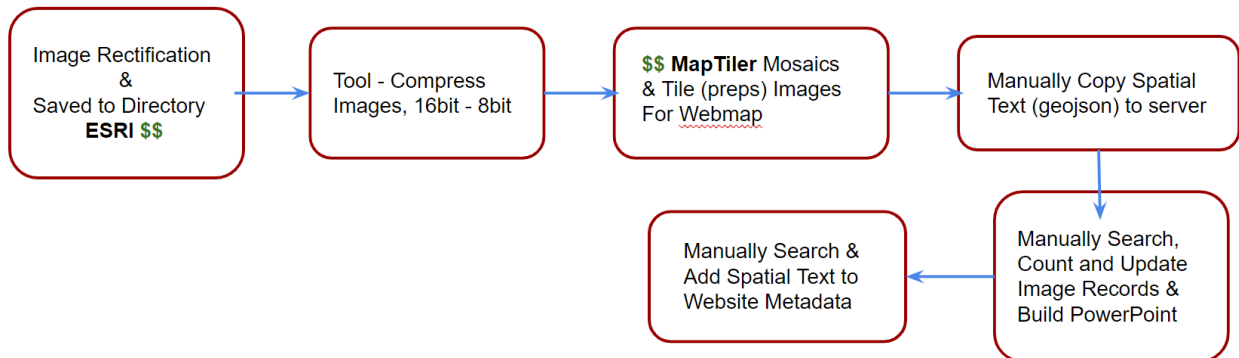 Image Rectification
&
Saved to Directory
ESRI $$
Tool - Compress
Images, 16bit - 8bit
$$ MapTiler Mosaics
& Tile (preps) Images
For Webmap
Manually Copy Spatial
Text (geojson) to server
Manually Search,
Count and Update
Image Records &
Build PowerPoint
Manually Search &
Add Spatial Text to
Website Metadata